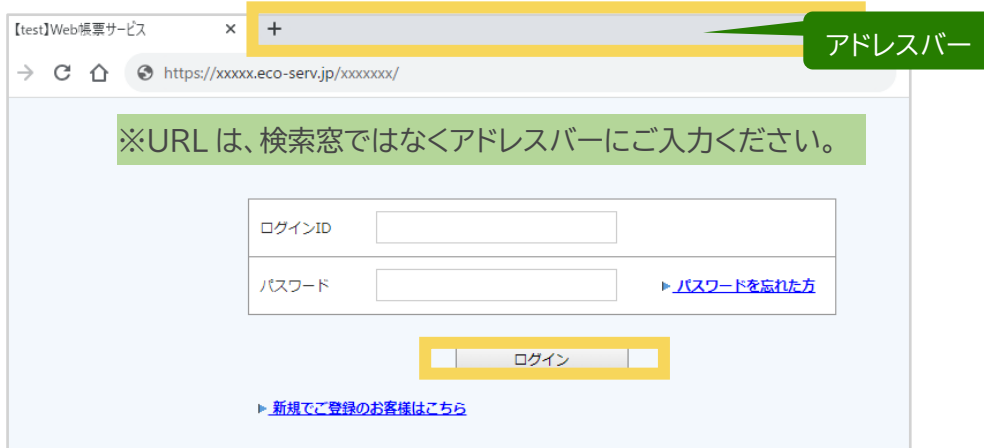 【test】Web帳票サービス × +
アドレスバー
https://xxxxx.eco-serv.jp/xxxxxxx/
※URL は、検索窓ではなくアドレスバーにご入力ください。
ログインID
パスワード パスワードを忘れた方
ログイン
新規でご登録のお客様はこちら